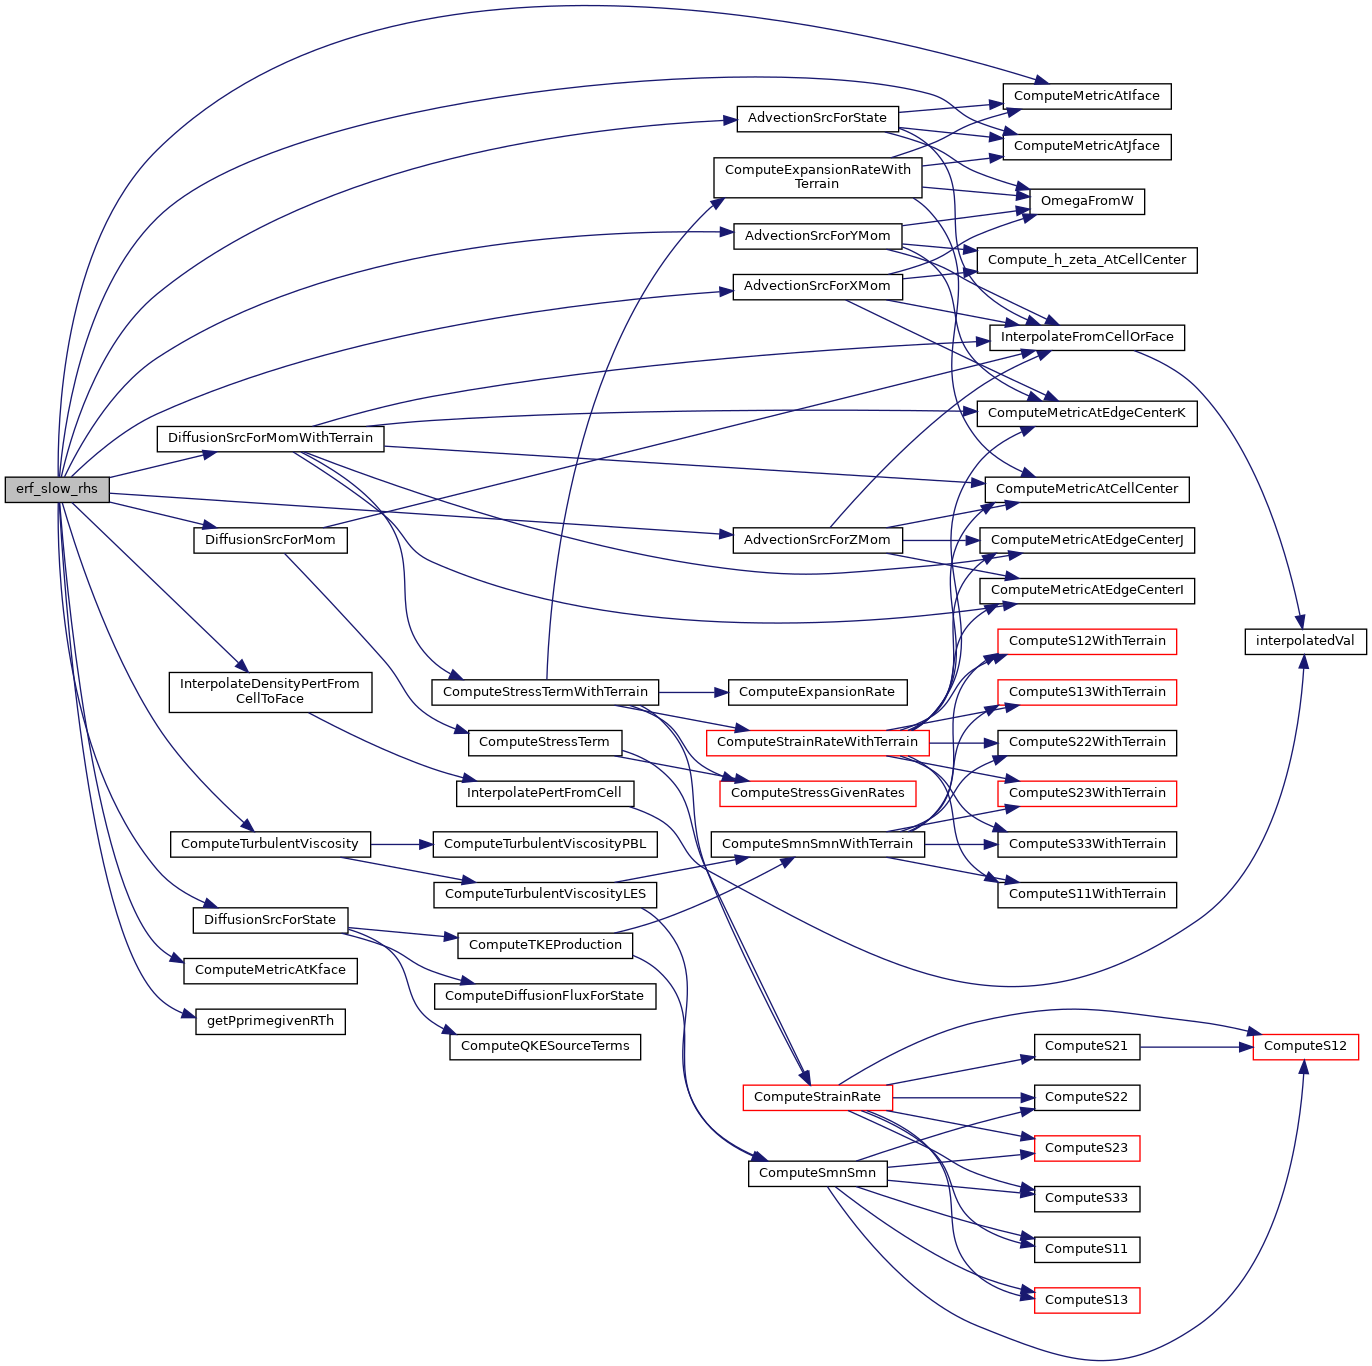 ComputeMetricAtIface
AdvectionSrcForState
ComputeMetricAtJface
ComputeExpansionRateWith
Terrain
OmegaFromW
AdvectionSrcForYMom
Compute_h_zeta_AtCellCenter
AdvectionSrcForXMom
InterpolateFromCellOrFace
ComputeMetricAtEdgeCenterK
DiffusionSrcForMomWithTerrain
erf_slow_rhs
ComputeMetricAtCellCenter
DiffusionSrcForMom
AdvectionSrcForZMom
ComputeMetricAtEdgeCenterJ
ComputeMetricAtEdgeCenterI
ComputeS12WithTerrain
interpolatedVal
InterpolateDensityPertFrom
CellToFace
ComputeStressTermWithTerrain
ComputeExpansionRate
ComputeS13WithTerrain
ComputeStressTerm
ComputeStrainRateWithTerrain
ComputeS22WithTerrain
InterpolatePertFromCell
ComputeStressGivenRates
ComputeS23WithTerrain
ComputeTurbulentViscosity
ComputeTurbulentViscosityPBL
ComputeSmnSmnWithTerrain
ComputeS33WithTerrain
ComputeTurbulentViscosityLES
ComputeS11WithTerrain
DiffusionSrcForState
ComputeTKEProduction
ComputeMetricAtKface
ComputeDiffusionFluxForState
getPprimegivenRTh
ComputeQKESourceTerms
ComputeS21
ComputeS12
ComputeStrainRate
ComputeS22
ComputeS23
ComputeSmnSmn
ComputeS33
ComputeS11
ComputeS13